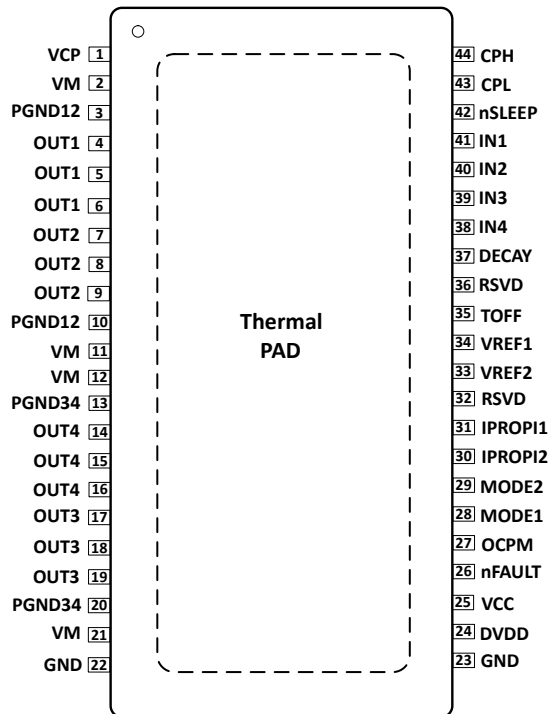 VCP 1
VM 2
PGND12 3
OUT1 4
OUT1 5
OUT1 6
OUT2 7
OUT2 8
OUT2 9
PGND12 10
VM 11
VM 12
PGND34 13
OUT4 14
OUT4 15
OUT4 16
OUT3 17
OUT3 18
OUT3 19
PGND34 20
VM 21
GND 22
Thermal
PAD
44 CPH
43 CPL
42 nSLEEP
41 IN1
40 IN2
39 IN3
38 IN4
37 DECAY
36 RSVD
35 TOFF
34 VREF1
33 VREF2
32 RSVD
31 IPROPI1
30 IPROPI2
29 MODE2
28 MODE1
27 OCPM
26 nFAULT
25 VCC
24 DVDD
23 GND